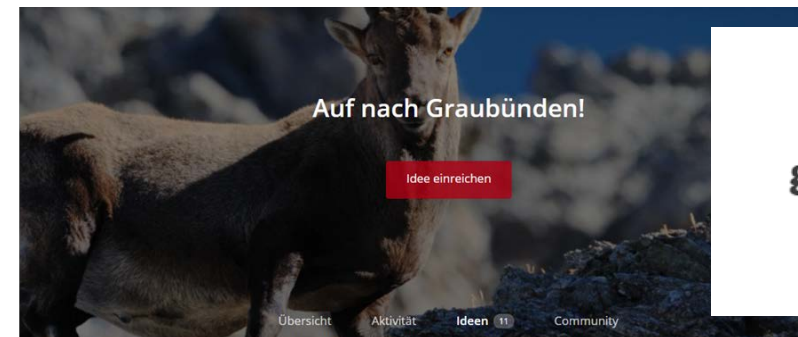 Auf nach Graubünden!
Idee einreichen
Übersicht Aktivität Ideen 11 Community